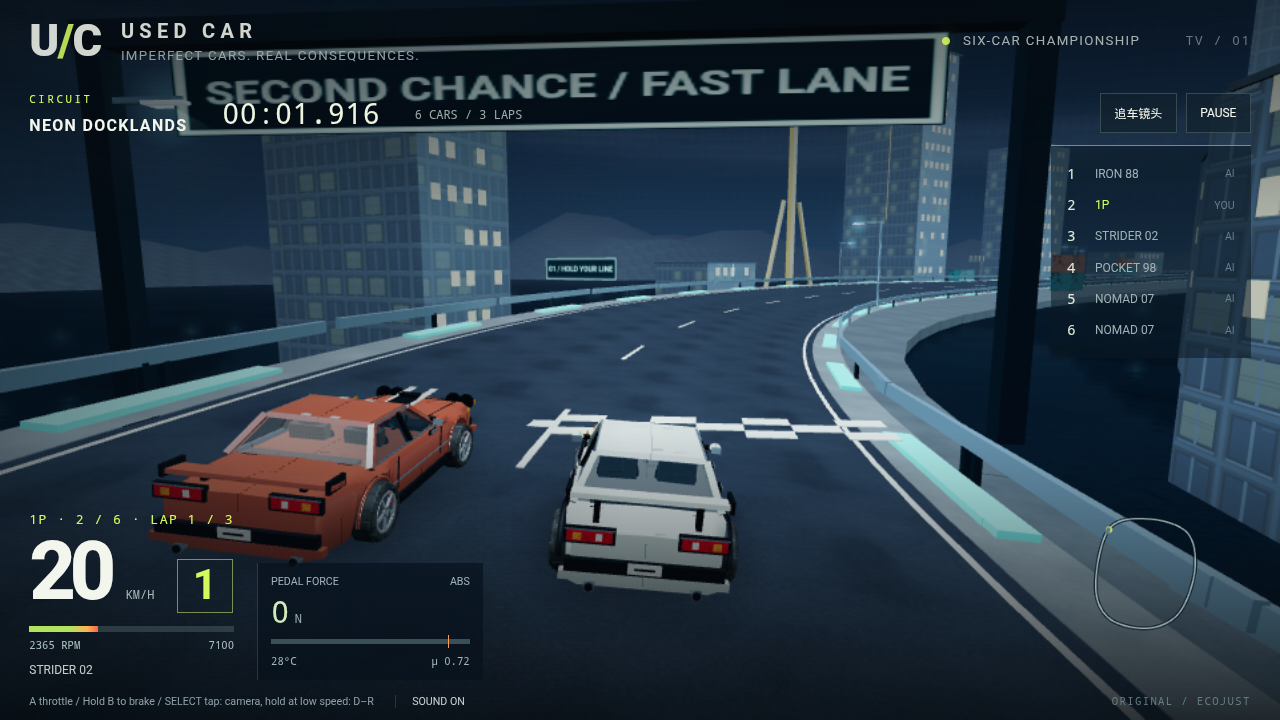 U/C
USED CAR
IMPERFECT CARS. REAL CONSEQUENCES.
SIX-CAR CHAMPIONSHIP
TV / 01
SECOND CHANCE / FAST LANE
CIRCUIT
NEON DOCKLANDS
00:01.916
6 CARS / 3 LAPS
追车镜头
PAUSE
1 IRON 88 AI
2 1P YOU
3 STRIDER 02 AI
4 POCKET 98 AI
5 NOMAD 07 AI
6 NOMAD 07 AI
01 / HOLD YOUR LINE
1P · 2 / 6 · LAP 1 / 3
20 KM/H
1
2365 RPM
7100
STRIDER 02
PEDAL FORCE
ABS
0 N
28°C
μ 0.72
A throttle / Hold B to brake / SELECT tap: camera, hold at low speed: D–R
SOUND ON
ORIGINAL / ECOJUST